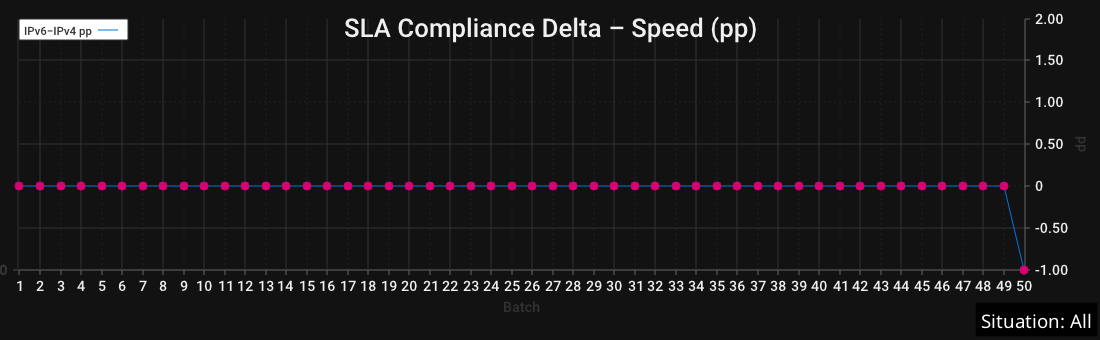 SLA Compliance Delta – Speed (pp)
IPv6–IPv4 pp
2.00
1.50
1.00
0.50
0
-0.50
-1.00
pp
0
1 2 3 4 5 6 7 8 9 10 11 12 13 14 15 16 17 18 19 20 21 22 23 24 25 26 27 28 29 30 31 32 33 34 35 36 37 38 39 40 41 42 43 44 45 46 47 48 49 50
Batch
Situation: All